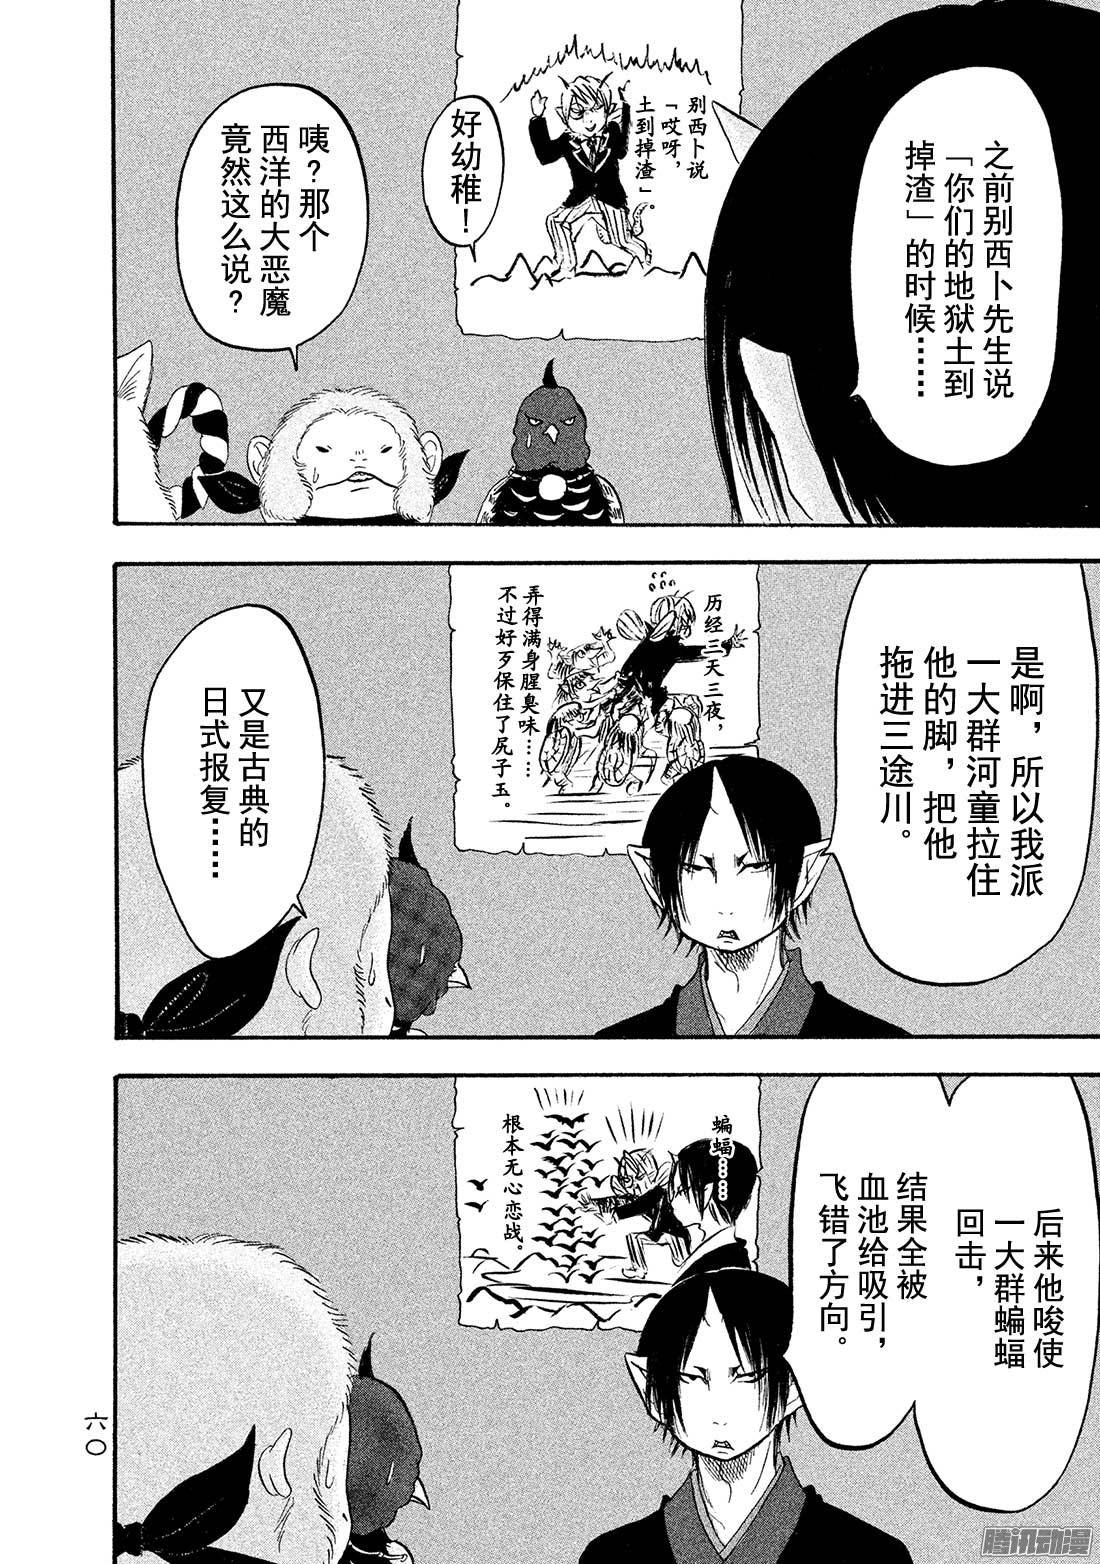 之前别西卜先生说
「你们的地狱土到
掉渣」的时候……
别西卜说
「哎呀，
土到掉渣」。
好幼稚！
咦？那个
西洋的大恶魔
竟然这么说？
是啊，所以我派
一大群河童拉住
他的脚，把他
拖进三途川。
历经三天三夜，
弄得满身腥臭味……
不过好歹保住了尻子玉。
又是古典的
日式报复……
后来他唆使
一大群蝙蝠
回击，
结果全被
血池给吸引，
飞错了方向。
蝙蝠……
根本无心恋战。
六〇
腾讯动漫